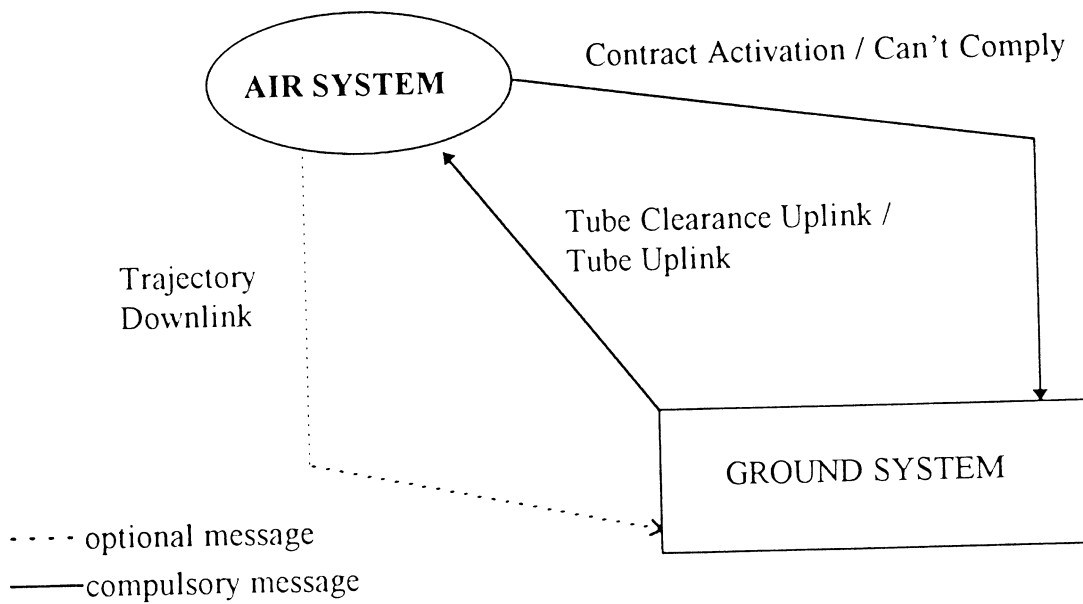 Contract Activation / Can't Comply
AIR SYSTEM
Tube Clearance Uplink /
Tube Uplink
Trajectory
Downlink
GROUND SYSTEM
optional message
compulsory message